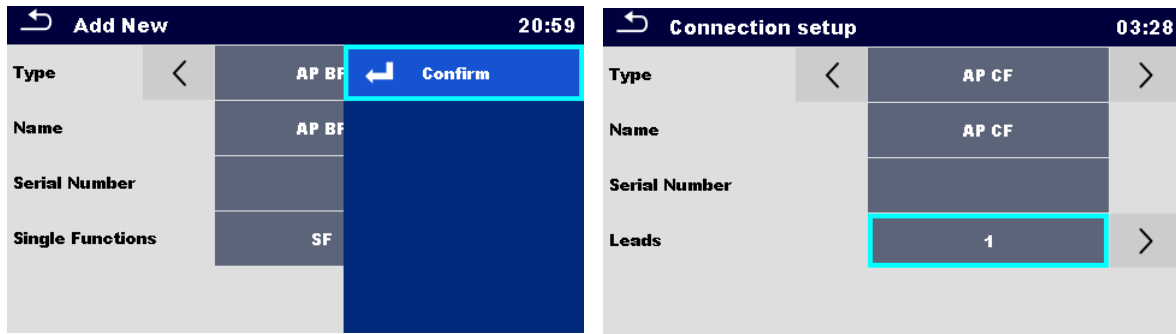 Add New 20:59
Type AP BF Confirm
Name AP BF
Serial Number
Single Functions SF
Connection setup 03:28
Type AP CF
Name AP CF
Serial Number
Leads 1